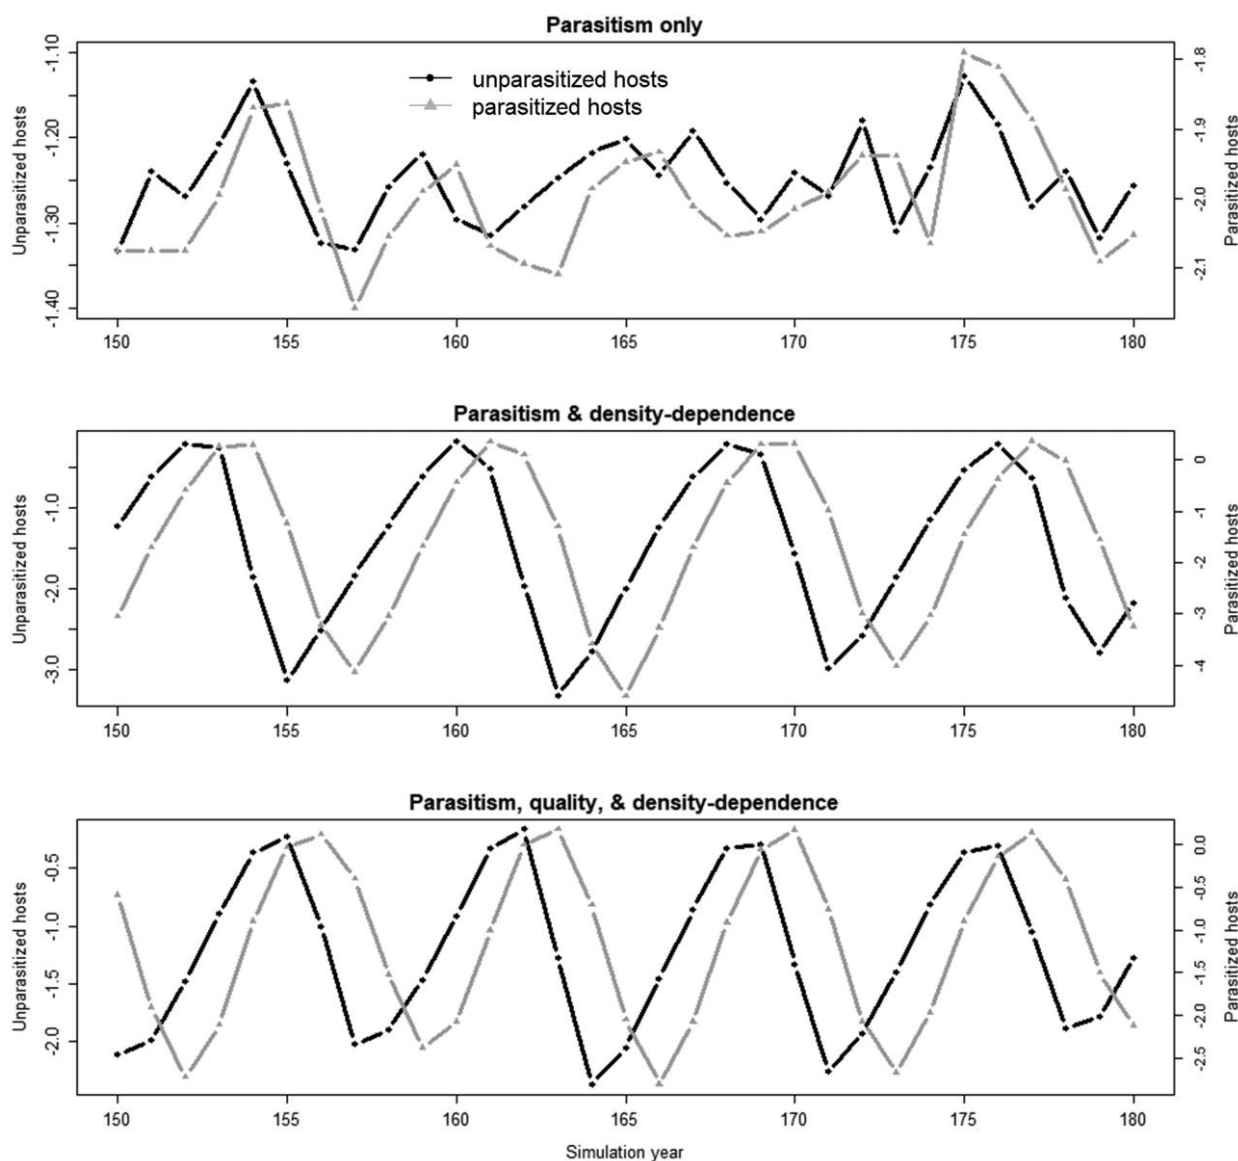 Parasitism only
unparasitized hosts
parasitized hosts
Unparasitized hosts
-1.40 -1.30 -1.20 -1.10
Parasitized hosts
-2.1 -2.0 -1.9 -1.8
150 155 160 165 170 175 180
Parasitism & density-dependence
Unparasitized hosts
-3.0 -2.0 -1.0
Parasitized hosts
-4 -3 -2 -1 0
150 155 160 165 170 175 180
Parasitism, quality, & density-dependence
Unparasitized hosts
-2.0 -1.5 -1.0 -0.5
Parasitized hosts
-2.5 -2.0 -1.5 -1.0 -0.5 0.0
150 155 160 165 170 175 180
Simulation year